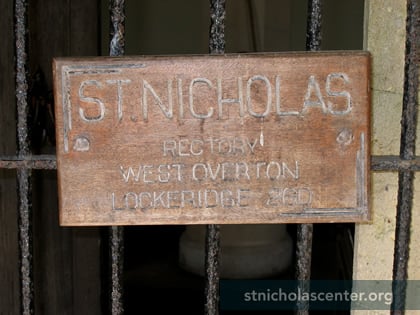 ST. NICHOLAS
RECTORY
WEST OVERTON
LOCKERIDGE 260
stnicholascenter.org